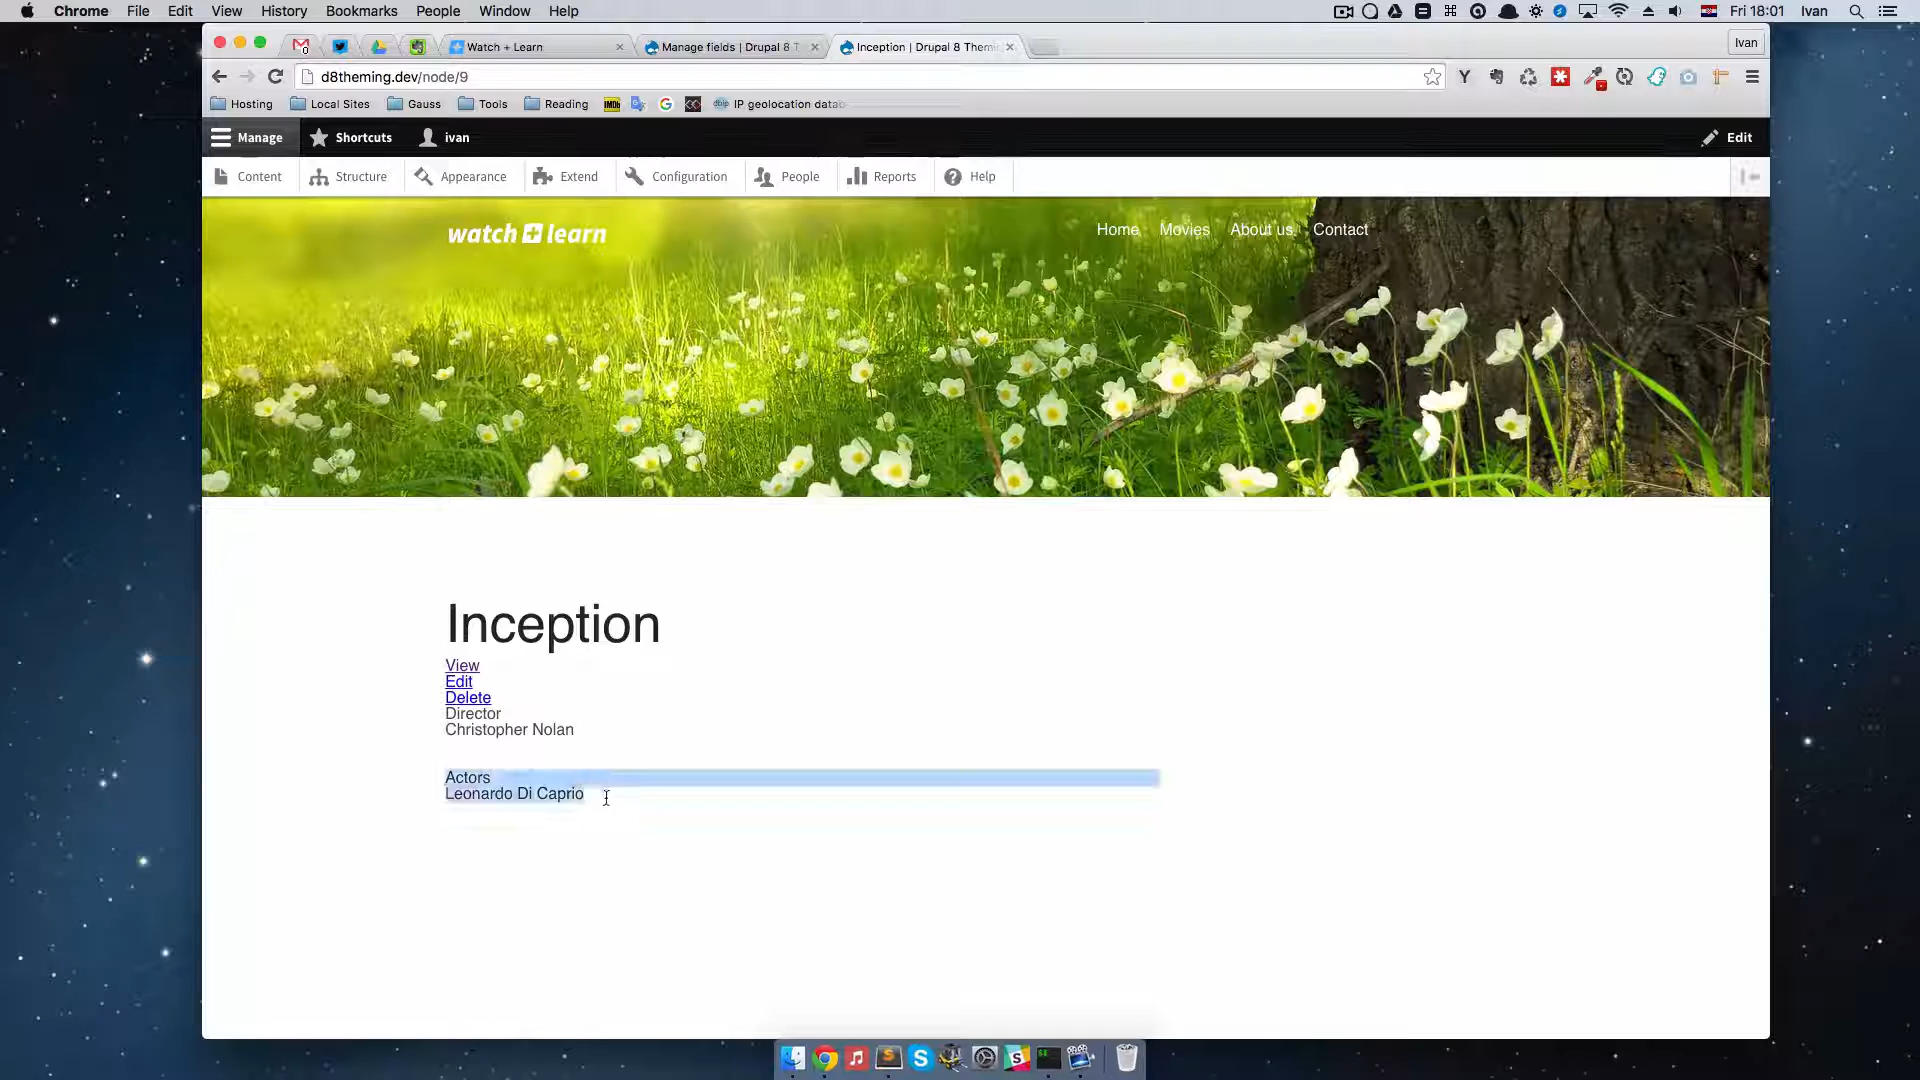 Chrome File Edit View History Bookmarks People Window Help
Fri 18:01 Ivan
Watch + Learn
Manage fields | Drupal 8 T
Inception | Drupal 8 Themi
Ivan
d8theming.dev/node/9
Hosting Local Sites Gauss Tools Reading IMDb IP geolocation datab
Manage Shortcuts ivan Edit
Content Structure Appearance Extend Configuration People Reports Help
watch learn
Home Movies About us Contact
Inception
View
Edit
Delete
Director
Christopher Nolan
Actors
Leonardo Di Caprio